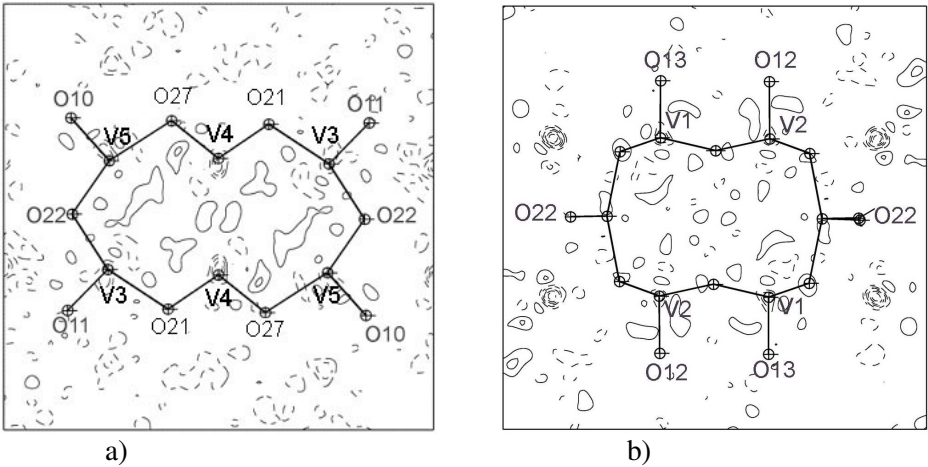 O10 O27 O21 O11
V5 V4 V3
O22 O22
V3 V4 V5
O11 O21 O27 O10
a)
O13 O12
V1 V2
O22 O22
V2 V1
O12 O13
b)